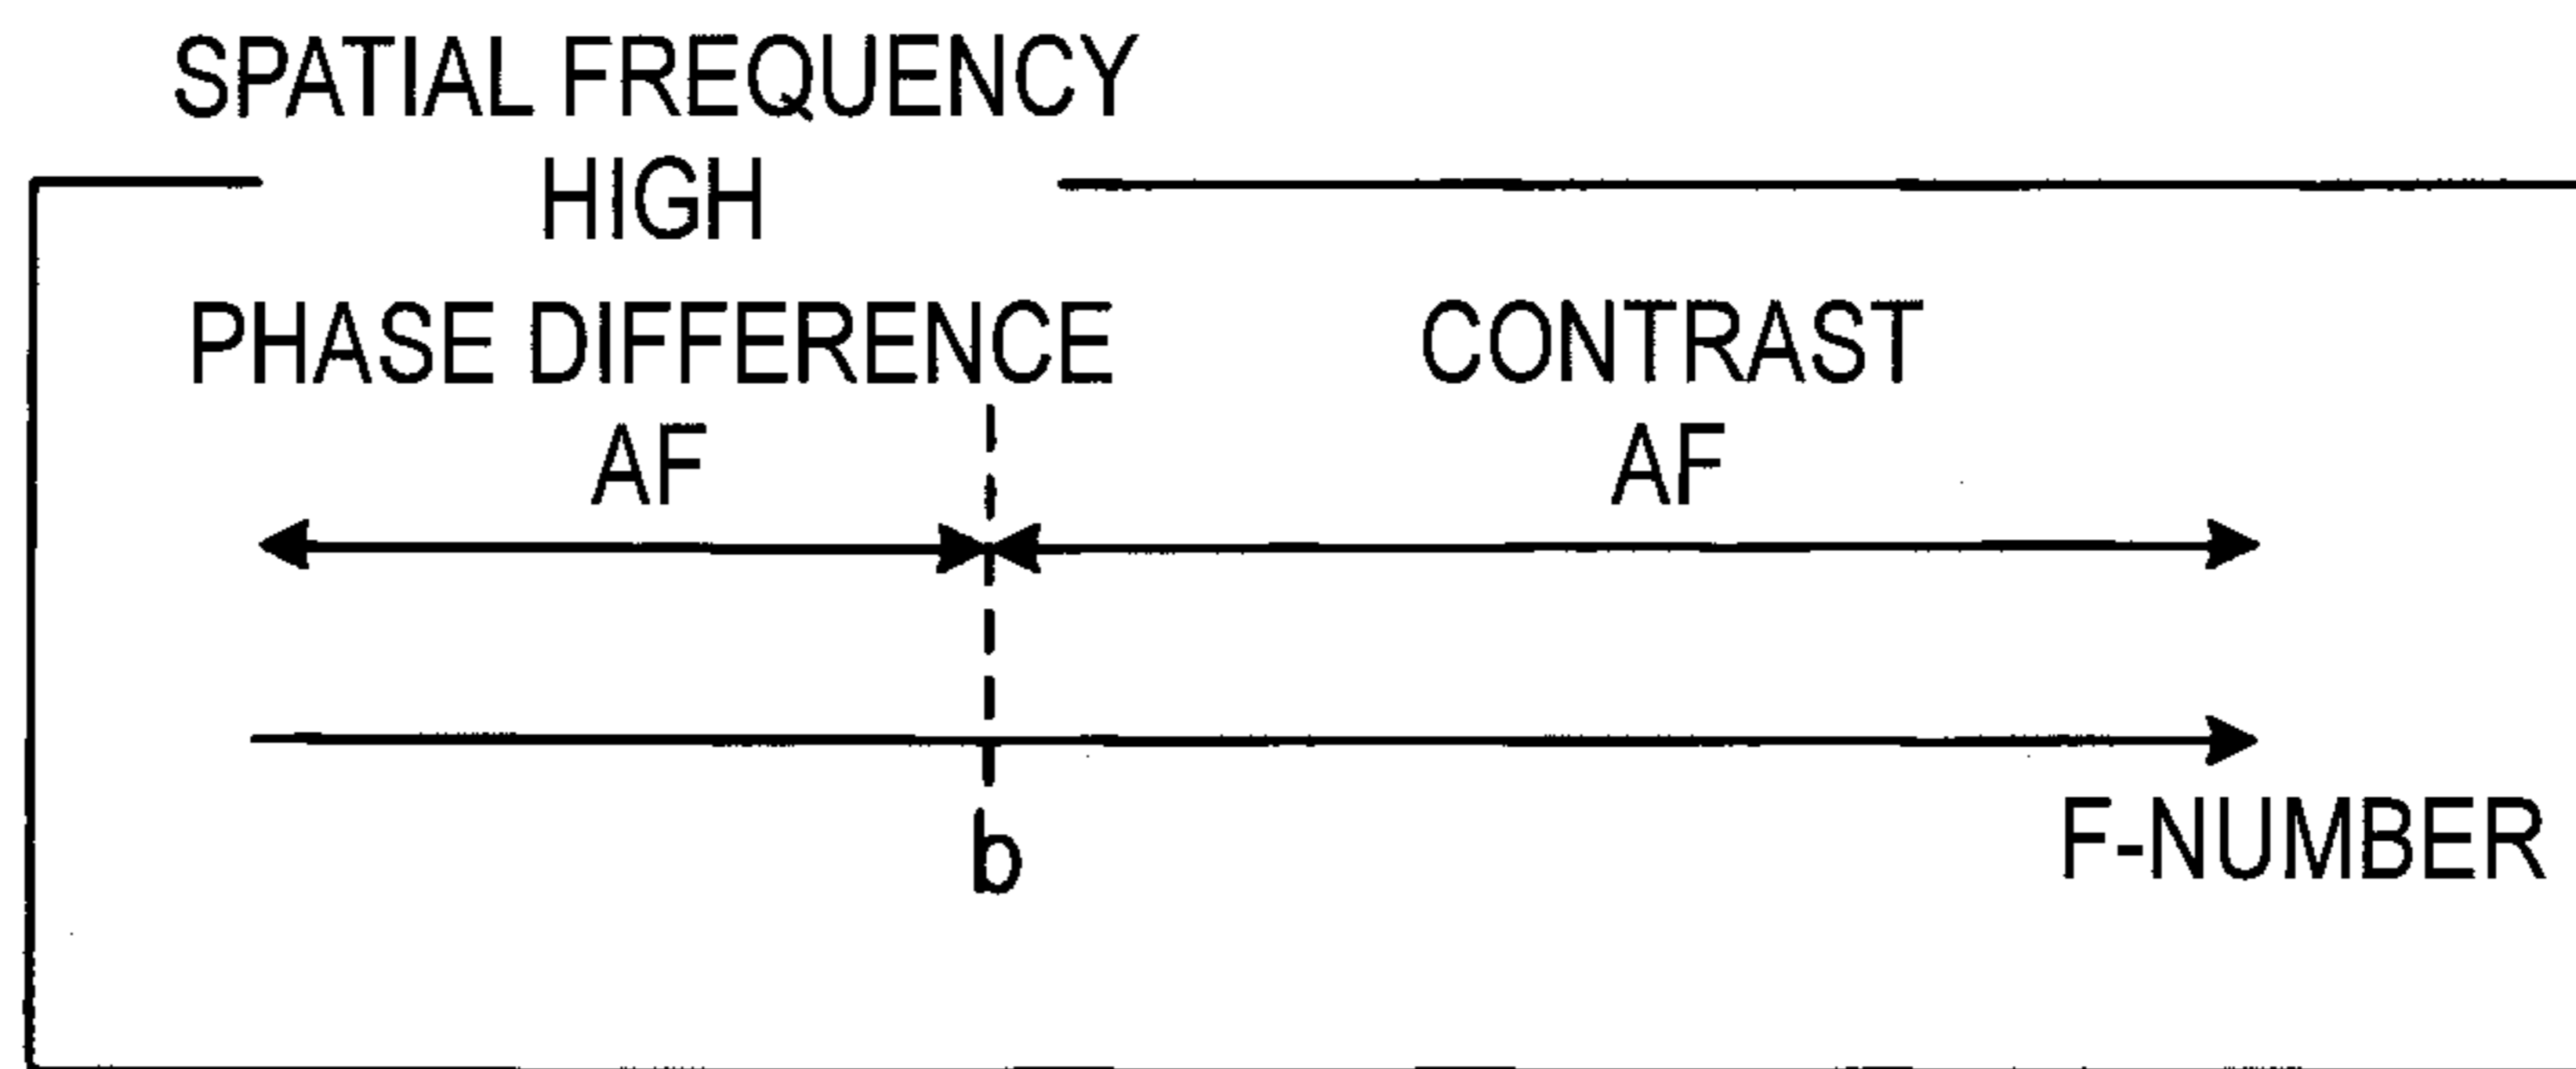 SPATIAL FREQUENCY
HIGH
PHASE DIFFERENCE
AF
CONTRAST
AF
b
F-NUMBER